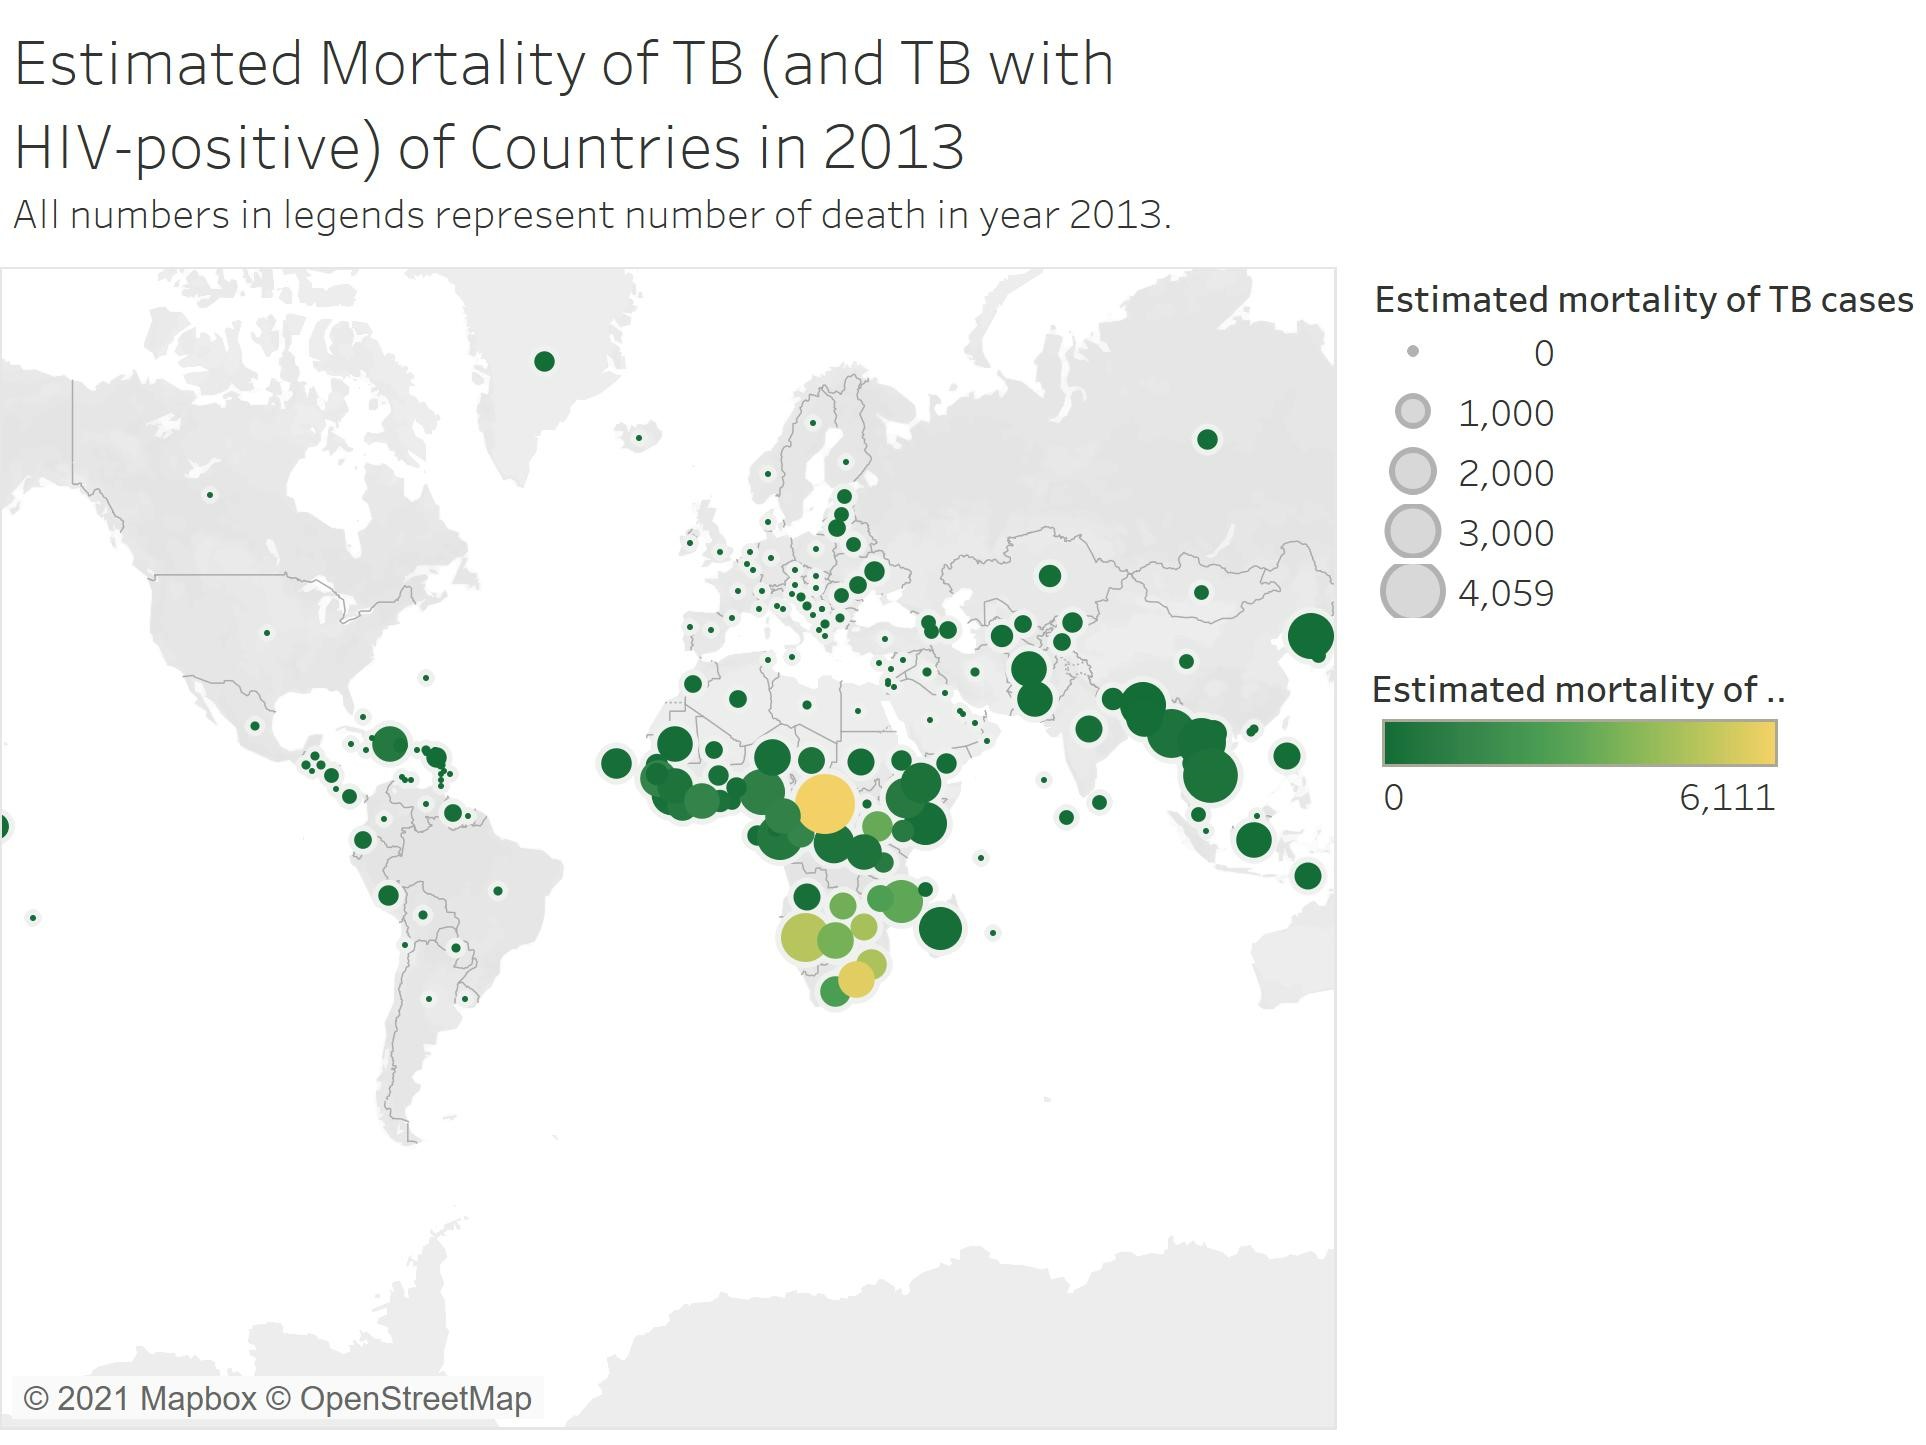 Estimated Mortality of TB (and TB with
HIV-positive) of Countries in 2013
All numbers in legends represent number of death in year 2013.
Estimated mortality of TB cases
0
1,000
2,000
3,000
4,059
Estimated mortality of ..
0 6,111
© 2021 Mapbox © OpenStreetMap